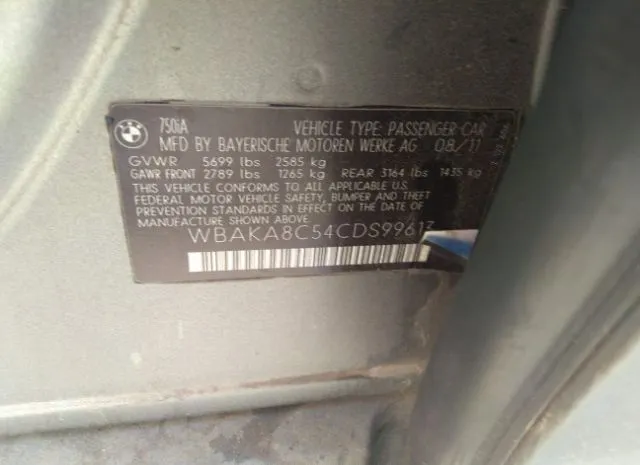 BMW
750iA VEHICLE TYPE: PASSENGER CAR
MFD BY BAYERISCHE MOTOREN WERKE AG 08/11
GVWR 5699 lbs 2585 kg
GAWR FRONT 2789 lbs 1265 kg REAR 3164 lbs 1435 kg
THIS VEHICLE CONFORMS TO ALL APPLICABLE
FEDERAL MOTOR VEHICLE SAFETY, BUMPER AND THEFT
PREVENTION STANDARDS IN EFFECT ON THE DATE OF
MANUFACTURE SHOWN ABOVE.
WBAKA8C54CDS99613